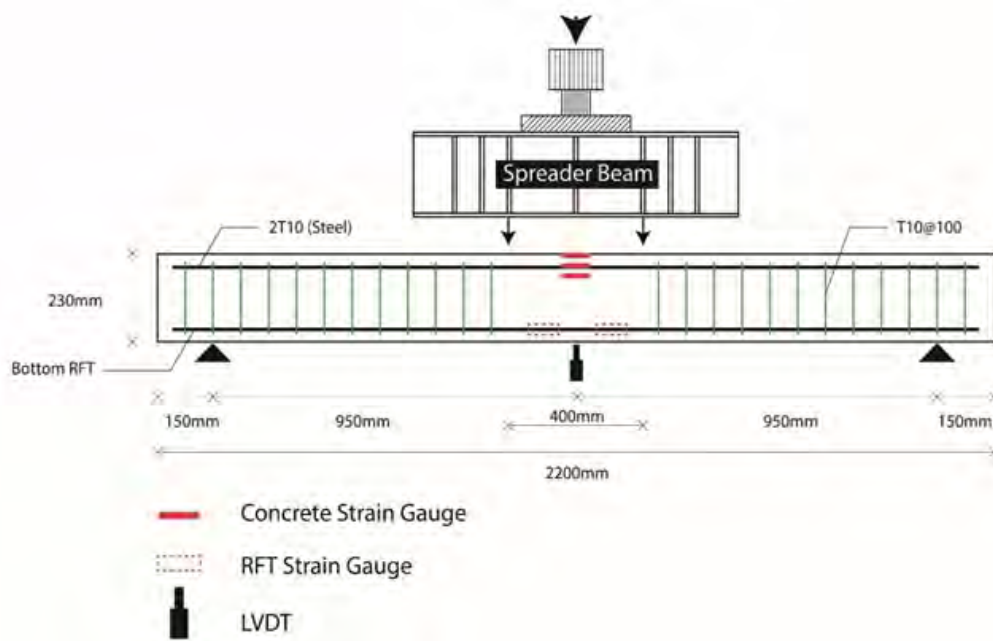 Spreader Beam
2T10 (Steel)
T10@100
230mm
Bottom RFT
150mm
950mm
400mm
950mm
150mm
2200mm
Concrete Strain Gauge
RFT Strain Gauge
LVDT